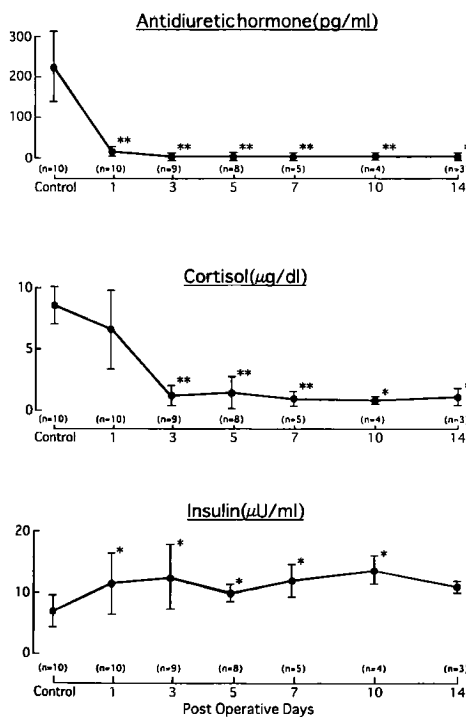 Antidiuretic hormone(pg/ml)
300
200
100
0
** ** ** ** ** *
(n=10) (n=10) (n=9) (n=8) (n=5) (n=4) (n=3
Control 1 3 5 7 10 14
Cortisol(μg/dl)
10
5
0
** ** ** * *
(n=10) (n=10) (n=9) (n=8) (n=5) (n=4) (n=3
Control 1 3 5 7 10 14
Insulin(μU/ml)
20
10
0
* * * * *
(n=10) (n=10) (n=9) (n=8) (n=5) (n=4) (n=3
Control 1 3 5 7 10 14
Post Operative Days